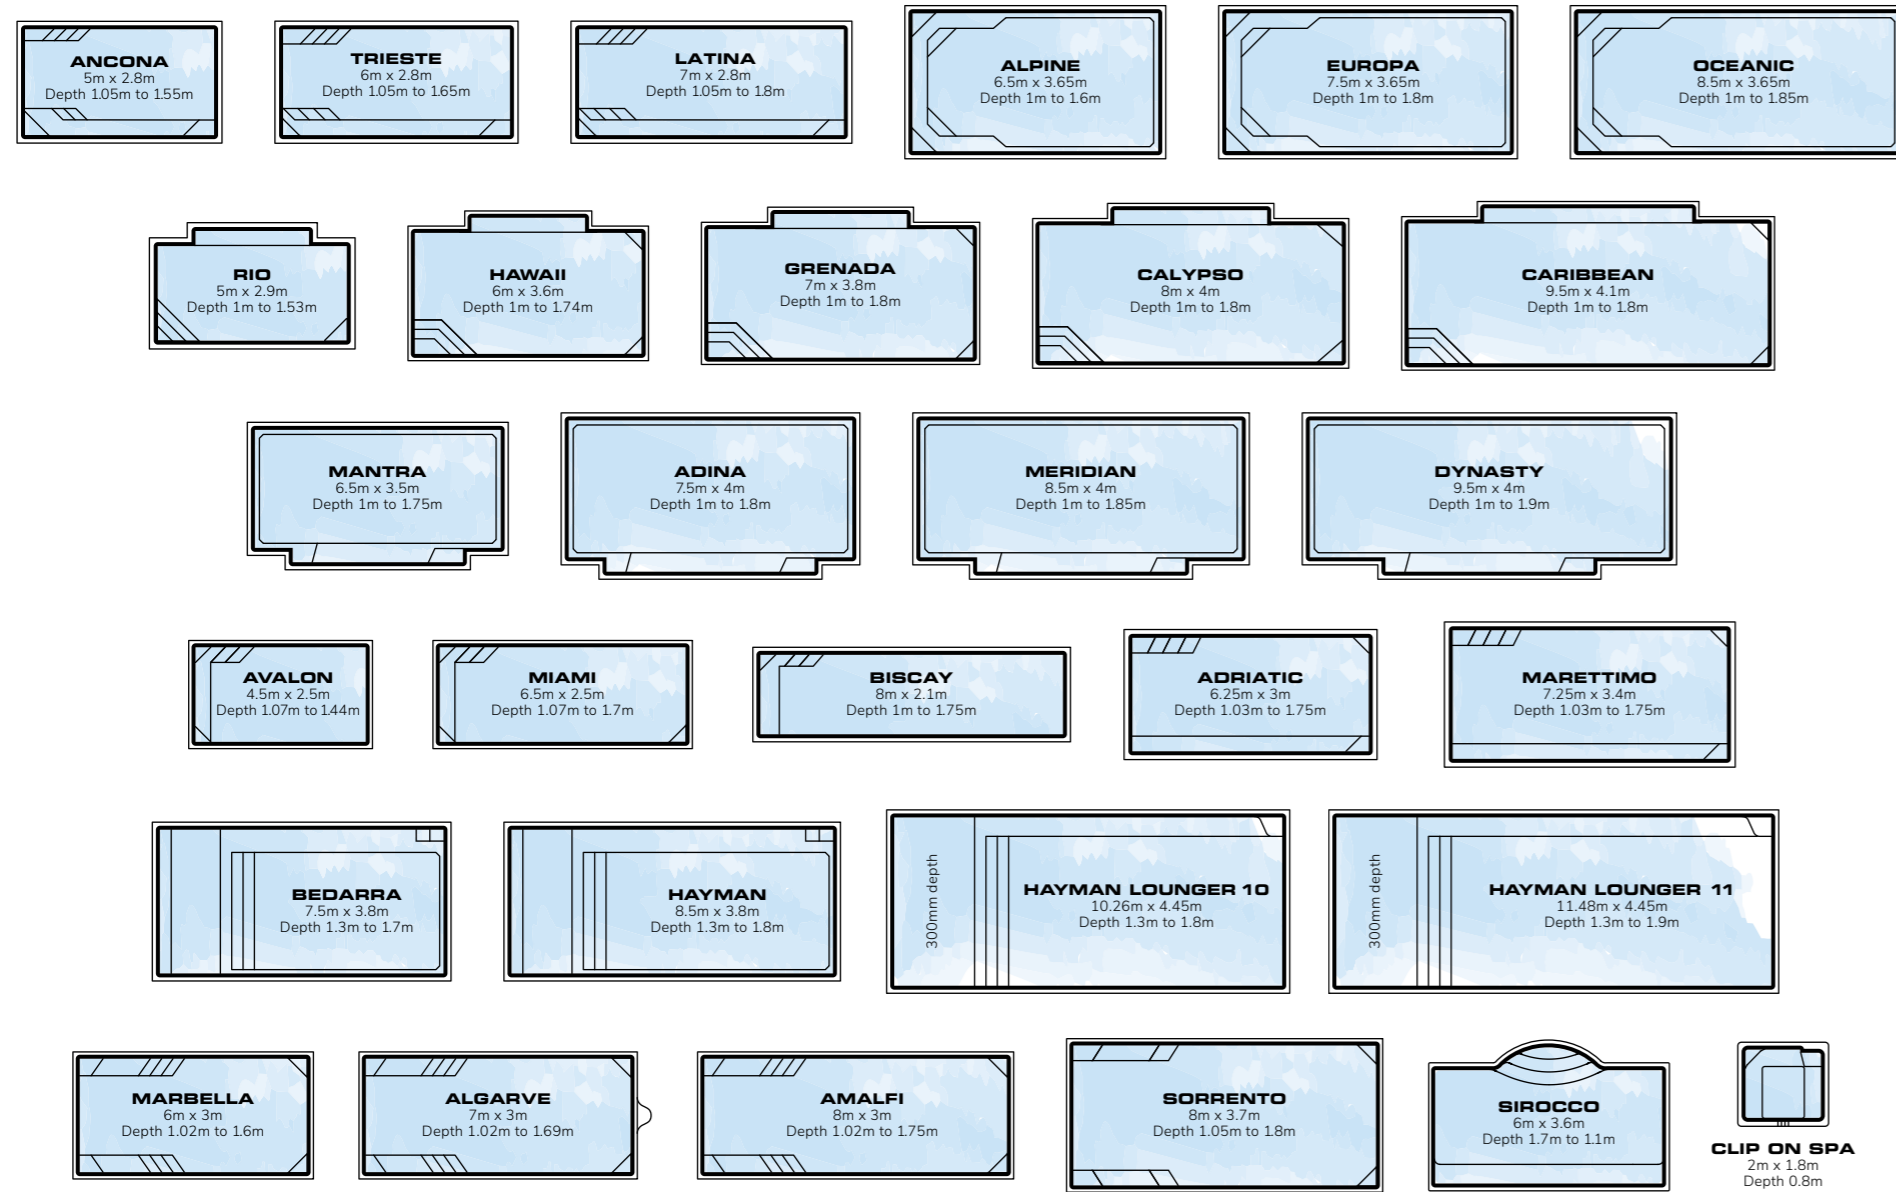 ANCONA
5m x 2.8m
Depth 1.05m to 1.55m
TRIESTE
6m x 2.8m
Depth 1.05m to 1.65m
LATINA
7m x 2.8m
Depth 1.05m to 1.8m
ALPINE
6.5m x 3.65m
Depth 1m to 1.6m
EUROPA
7.5m x 3.65m
Depth 1m to 1.8m
OCEANIC
8.5m x 3.65m
Depth 1m to 1.85m
RIO
5m x 2.9m
Depth 1m to 1.53m
HAWAII
6m x 3.6m
Depth 1m to 1.74m
GRENADA
7m x 3.8m
Depth 1m to 1.8m
CALYPSO
8m x 4m
Depth 1m to 1.8m
CARIBBEAN
9.5m x 4.1m
Depth 1m to 1.8m
MANTRA
6.5m x 3.5m
Depth 1m to 1.75m
ADINA
7.5m x 4m
Depth 1m to 1.8m
MERIDIAN
8.5m x 4m
Depth 1m to 1.85m
DYNASTY
9.5m x 4m
Depth 1m to 1.9m
AVALON
4.5m x 2.5m
Depth 1.07m to 1.44m
MIAMI
6.5m x 2.5m
Depth 1.07m to 1.7m
BISCAY
8m x 2.1m
Depth 1m to 1.75m
ADRIATIC
6.25m x 3m
Depth 1.03m to 1.75m
MARETTIMO
7.25m x 3.4m
Depth 1.03m to 1.75m
BEDARRA
7.5m x 3.8m
Depth 1.3m to 1.7m
HAYMAN
8.5m x 3.8m
Depth 1.3m to 1.8m
300mm depth
HAYMAN LOUNGER 10
10.26m x 4.45m
Depth 1.3m to 1.8m
300mm depth
HAYMAN LOUNGER 11
11.48m x 4.45m
Depth 1.3m to 1.9m
MARBELLA
6m x 3m
Depth 1.02m to 1.6m
ALGARVE
7m x 3m
Depth 1.02m to 1.69m
AMALFI
8m x 3m
Depth 1.02m to 1.75m
SORRENTO
8m x 3.7m
Depth 1.05m to 1.8m
SIROCCO
6m x 3.6m
Depth 1.7m to 1.1m
CLIP ON SPA
2m x 1.8m
Depth 0.8m